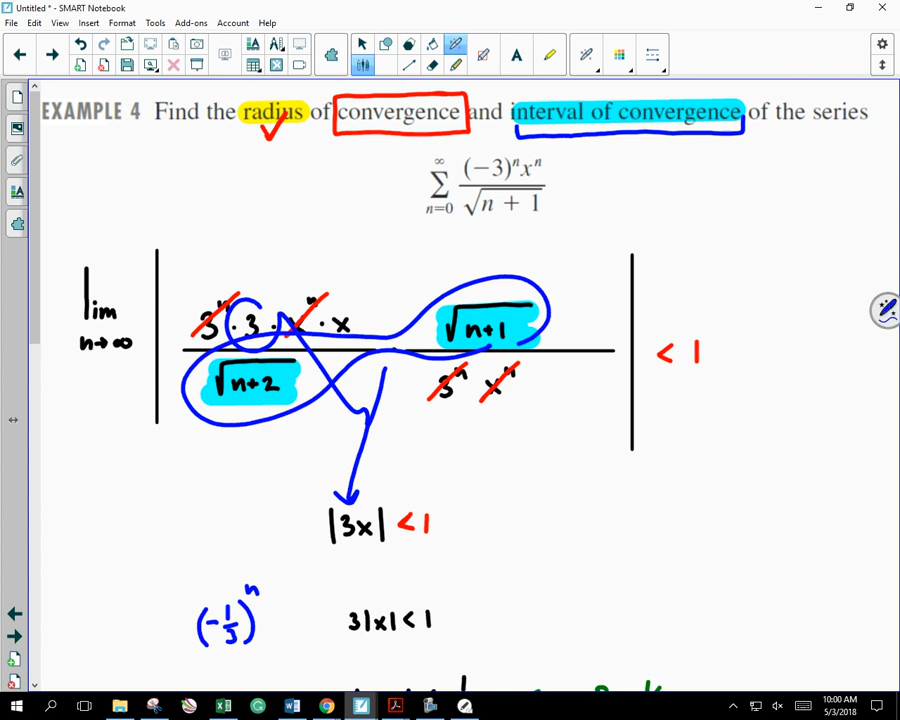 Untitled * - SMART Notebook
File Edit View Insert Format Tools Add-ons Account Help
EXAMPLE 4 Find the radius of convergence and interval of convergence of the series
∞
Σ (−3)ⁿxⁿ / √n + 1
n=0
lim n→∞ | 3ⁿ · 3 · xⁿ · x / √n+2 √n+1 / 3ⁿ xⁿ | < 1
|3x| < 1
(-1/3)ⁿ 3|x| < 1
10:00 AM
5/3/2018